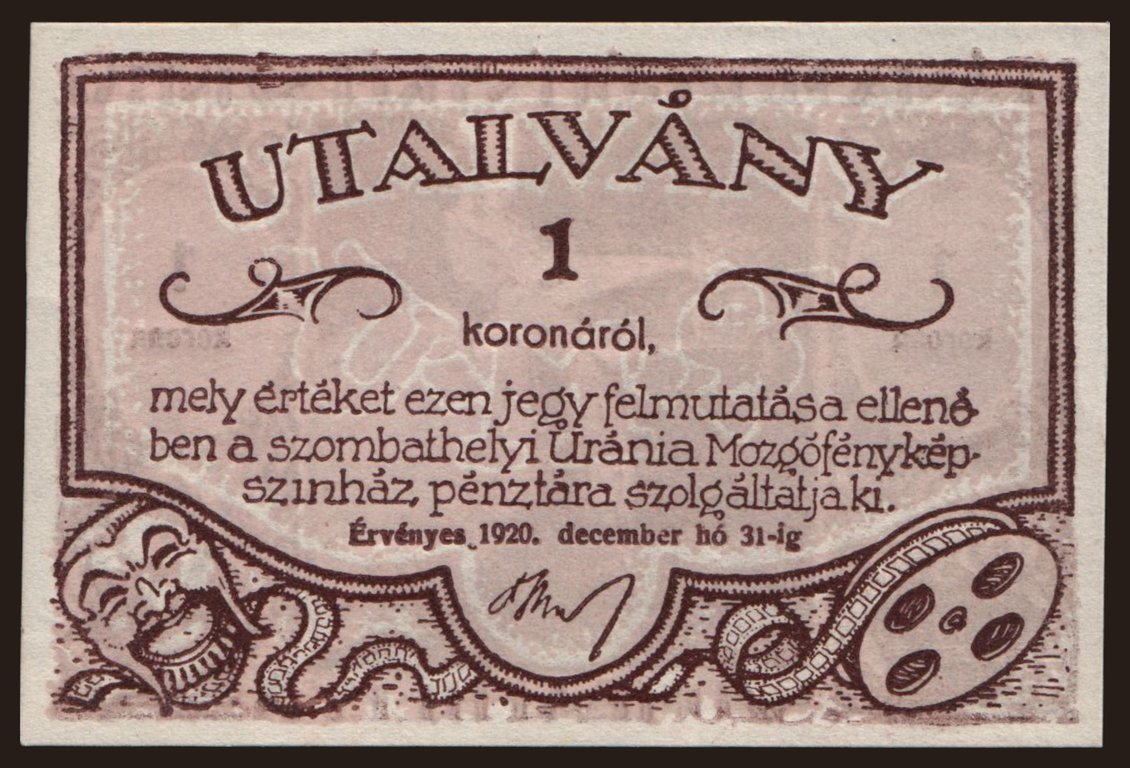 UTALVÁNY
1
koronáról,
mely értéket ezen jegy felmutatása ellené-
ben a szombathelyi Uránia Mozgófénykép-
szinház pénztára szolgáltatja ki.
Érvényes 1920. december hó 31-ig